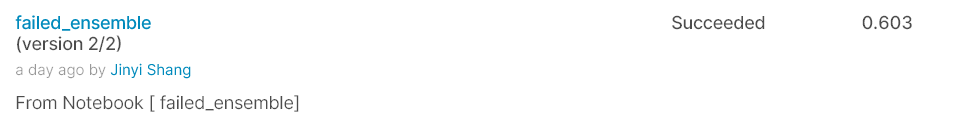 failed_ensemble Succeeded 0.603
(version 2/2)
a day ago by Jinyi Shang
From Notebook [ failed_ensemble]